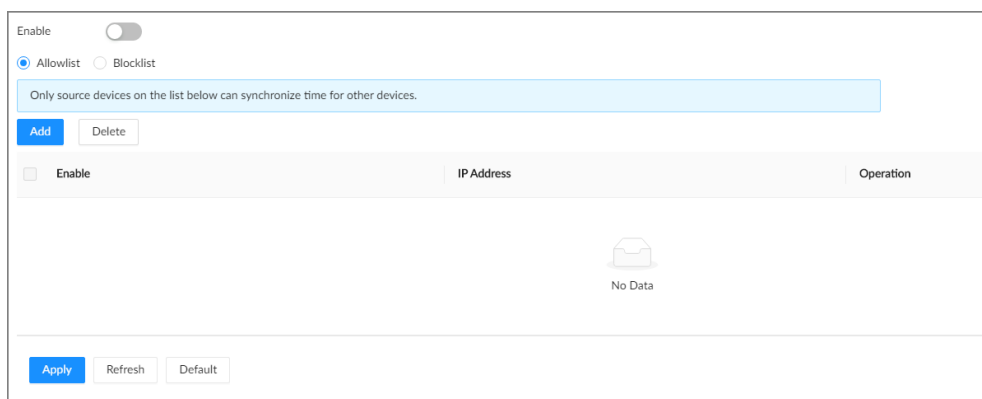 Enable
Allowlist Blocklist
Only source devices on the list below can synchronize time for other devices.
Add Delete
Enable IP Address Operation
No Data
Apply Refresh Default